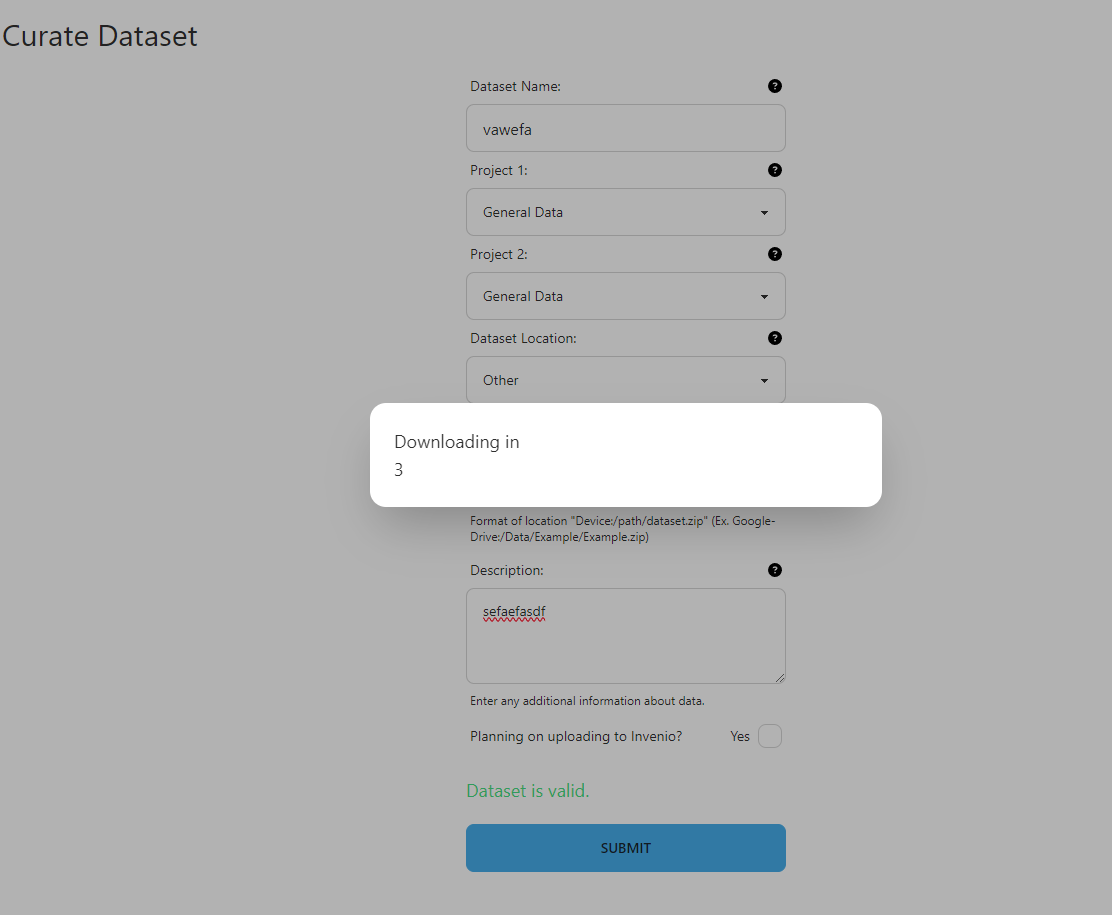 Curate Dataset
Dataset Name:
vawefa
Project 1:
General Data
Project 2:
General Data
Dataset Location:
Other
Downloading in
3
Format of location "Device:/path/dataset.zip" (Ex. Google-
Drive:/Data/Example/Example.zip)
Description:
sefaefasdf
Enter any additional information about data.
Planning on uploading to Invenio? Yes
Dataset is valid.
SUBMIT